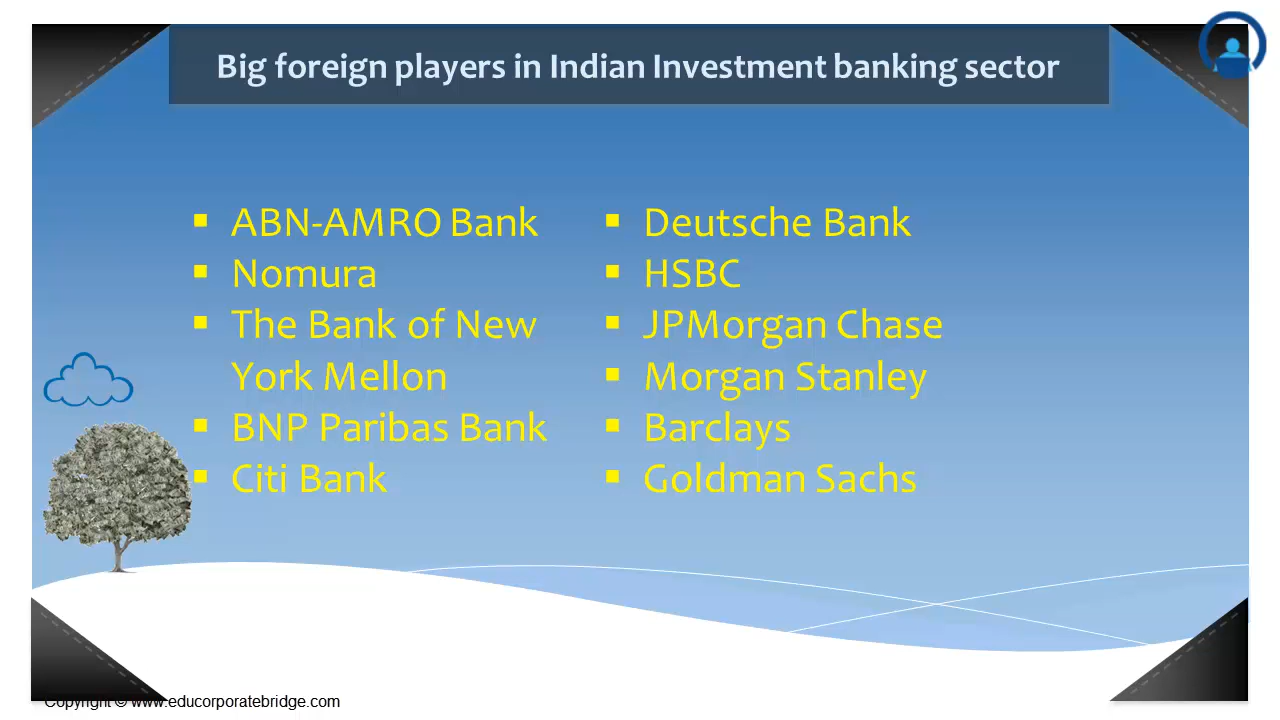 Big foreign players in Indian Investment banking sector
ABN-AMRO Bank
Nomura
The Bank of New
York Mellon
BNP Paribas Bank
Citi Bank
Deutsche Bank
HSBC
JPMorgan Chase
Morgan Stanley
Barclays
Goldman Sachs
Copyright © www.educorporatebridge.com